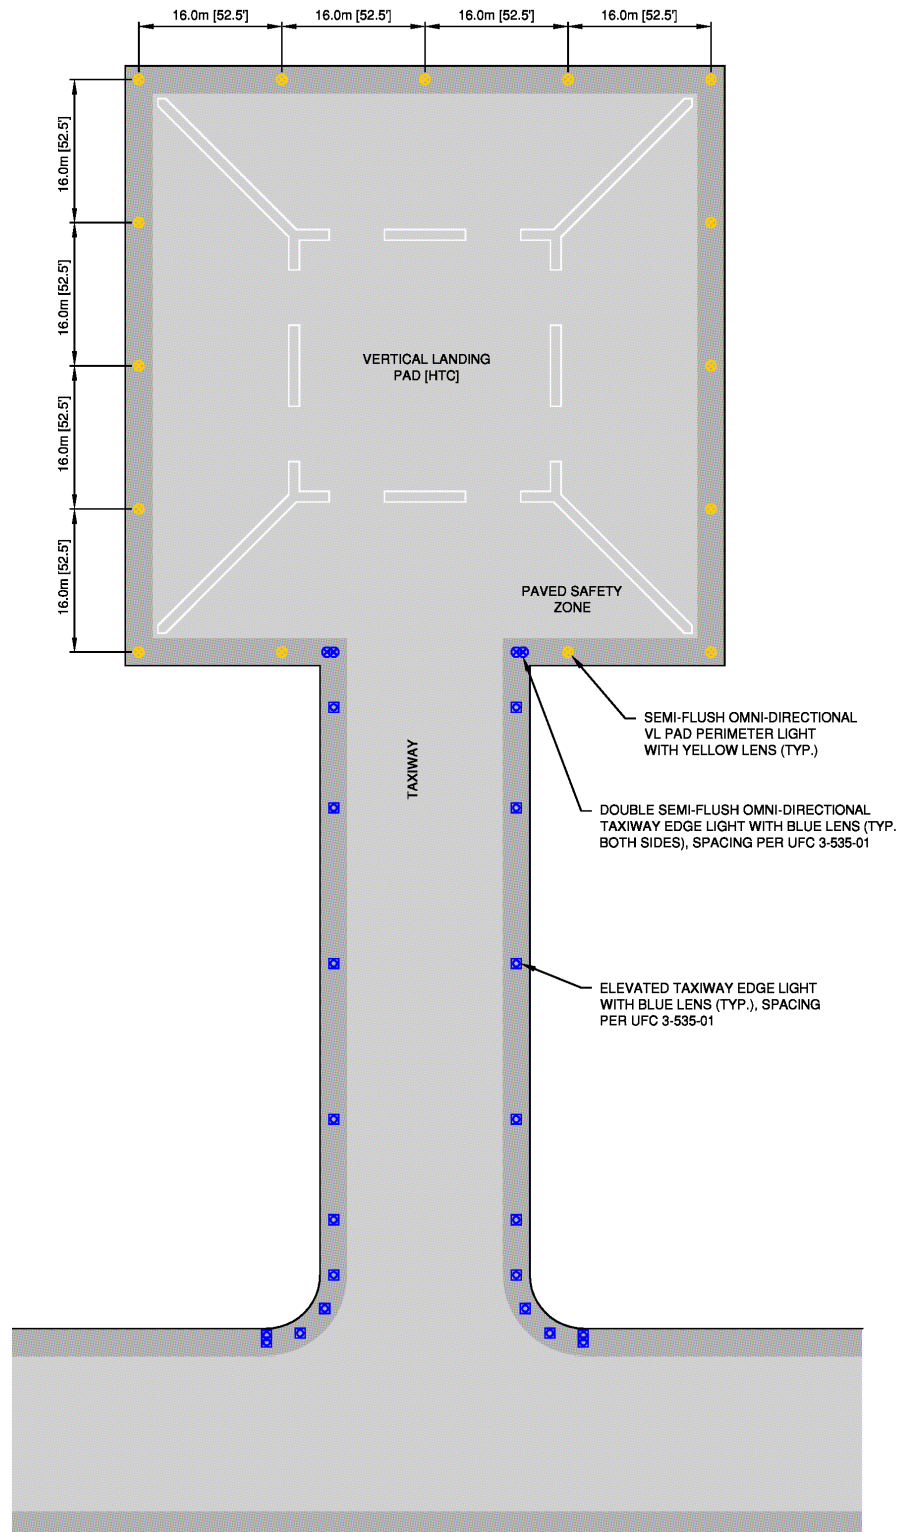 16.0m [52.5']
16.0m [52.5']
16.0m [52.5']
16.0m [52.5']
16.0m [52.5']
16.0m [52.5']
16.0m [52.5']
16.0m [52.5']
VERTICAL LANDING
PAD [HTC]
PAVED SAFETY
ZONE
SEMI-FLUSH OMNI-DIRECTIONAL
VL PAD PERIMETER LIGHT
WITH YELLOW LENS (TYP.)
TAXIWAY
DOUBLE SEMI-FLUSH OMNI-DIRECTIONAL
TAXIWAY EDGE LIGHT WITH BLUE LENS (TYP.
BOTH SIDES), SPACING PER UFC 3-535-01
ELEVATED TAXIWAY EDGE LIGHT
WITH BLUE LENS (TYP.), SPACING
PER UFC 3-535-01